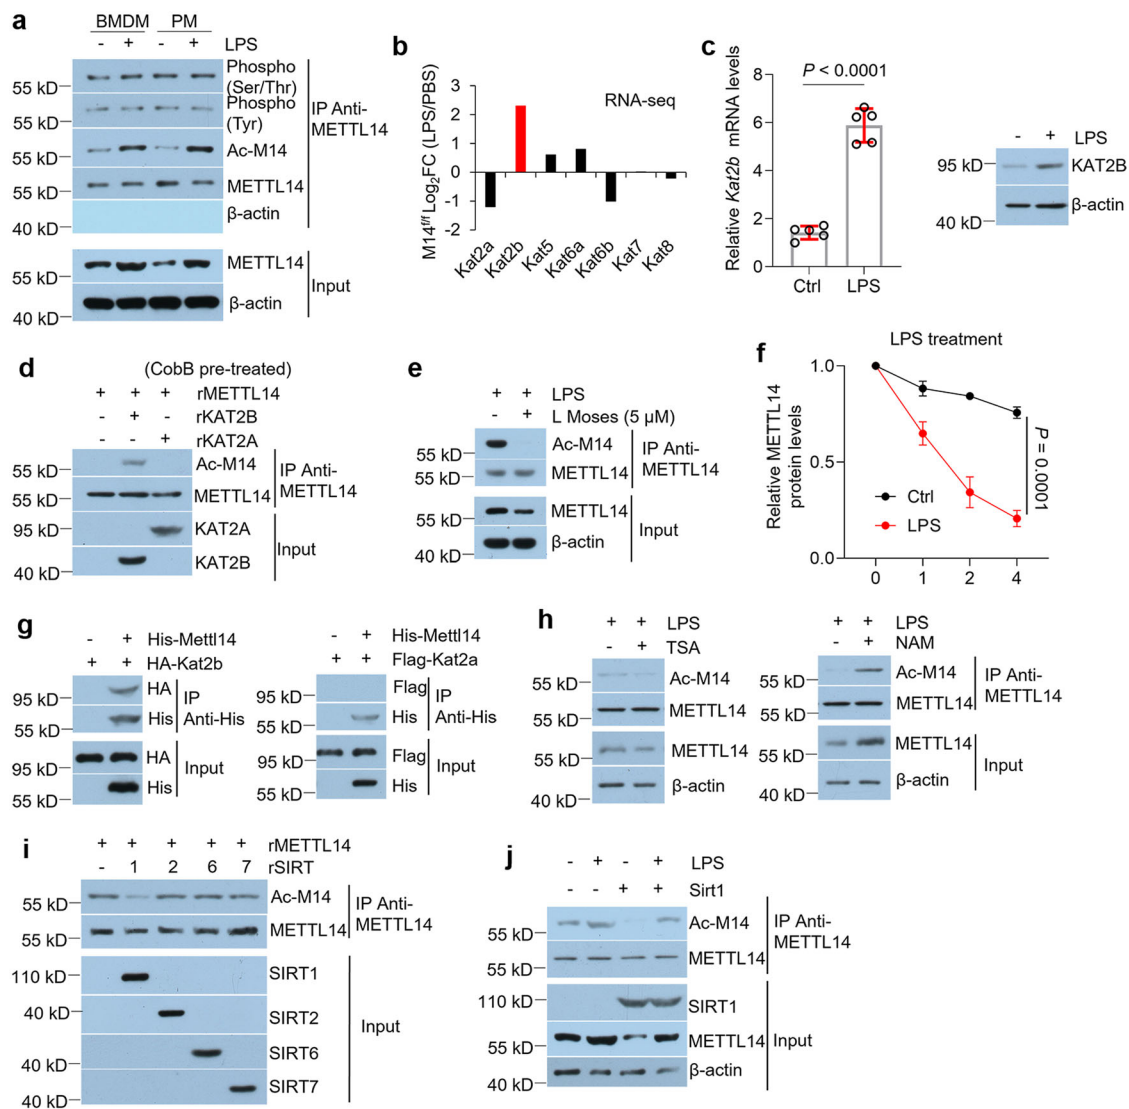 a
BMDM PM
- + - + LPS
Phospho
(Ser/Thr)
55 kD
Phospho
(Tyr)
55 kD
Ac-M14
55 kD
METTL14
55 kD
β-actin
40 kD
IP Anti-
METTL14
METTL14
55 kD
β-actin
40 kD
Input
b
RNA-seq
M14f/f Log2FC (LPS/PBS)
3
2
1
0
-1
-2
Kat2a
Kat2b
Kat5
Kat6a
Kat6b
Kat7
Kat8
c
P < 0.0001
Relative Kat2b mRNA levels
8
6
4
2
0
Ctrl LPS
- + LPS
95 kD KAT2B
β-actin
40 kD
d
(CobB pre-treated)
+ + + rMETTL14
- + - rKAT2B
- - + rKAT2A
Ac-M14
55 kD
METTL14
55 kD
IP Anti-
METTL14
95 kD KAT2A
KAT2B
40 kD
Input
e
+ + LPS
- + L Moses (5 μM)
Ac-M14
55 kD
METTL14
55 kD
IP Anti-
METTL14
METTL14
55 kD
β-actin
40 kD
Input
f
LPS treatment
Relative METTL14
protein levels
1.0
0.5
0.0
Ctrl
LPS
P = 0.0001
0 1 2 4
g
- + His-Mettl14
+ + HA-Kat2b
HA
95 kD
His
55 kD
IP
Anti-His
HA
95 kD
His
55 kD
Input
- + His-Mettl14
+ + Flag-Kat2a
Flag
95 kD
His
55 kD
IP
Anti-His
Flag
95 kD
His
55 kD
Input
h
+ + LPS
- + TSA
Ac-M14
55 kD
METTL14
55 kD
METTL14
55 kD
β-actin
40 kD
+ + LPS
- + NAM
Ac-M14
55 kD
METTL14
55 kD
IP Anti-
METTL14
METTL14
55 kD
β-actin
40 kD
Input
i
+ + + + + rMETTL14
- 1 2 6 7 rSIRT
Ac-M14
55 kD
METTL14
55 kD
IP Anti-
METTL14
110 kD SIRT1
40 kD SIRT2
SIRT6
40 kD
SIRT7
40 kD
Input
j
- + - + LPS
- - + + Sirt1
Ac-M14
55 kD
METTL14
55 kD
IP Anti-
METTL14
110 kD SIRT1
METTL14
55 kD
β-actin
40 kD
Input